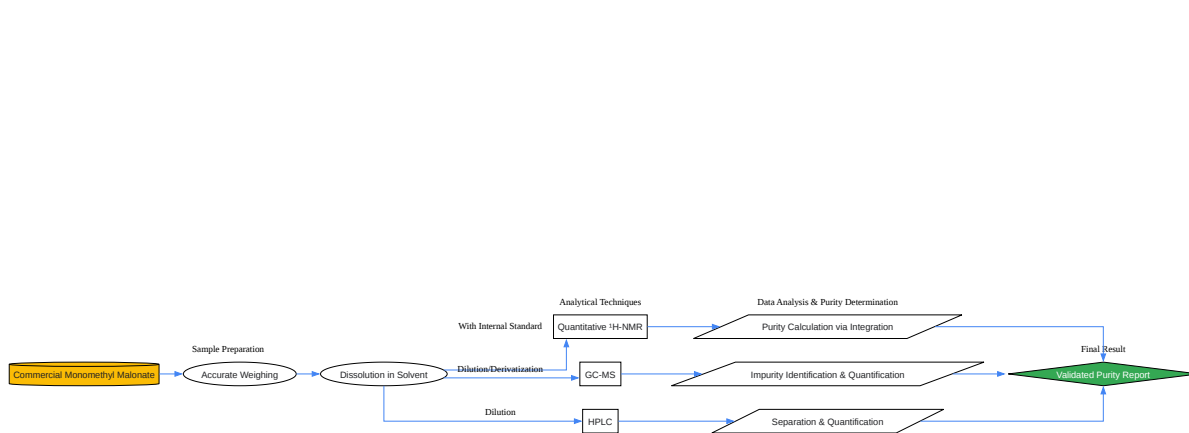 Analytical Techniques
Data Analysis & Purity Determination
With Internal Standard
Quantitative ¹H-NMR
Purity Calculation via Integration
Sample Preparation
Final Result
Commercial Monomethyl Malonate
Accurate Weighing
Dissolution in Solvent
Dilution/Derivatization
GC-MS
Impurity Identification & Quantification
Validated Purity Report
Dilution
HPLC
Separation & Quantification